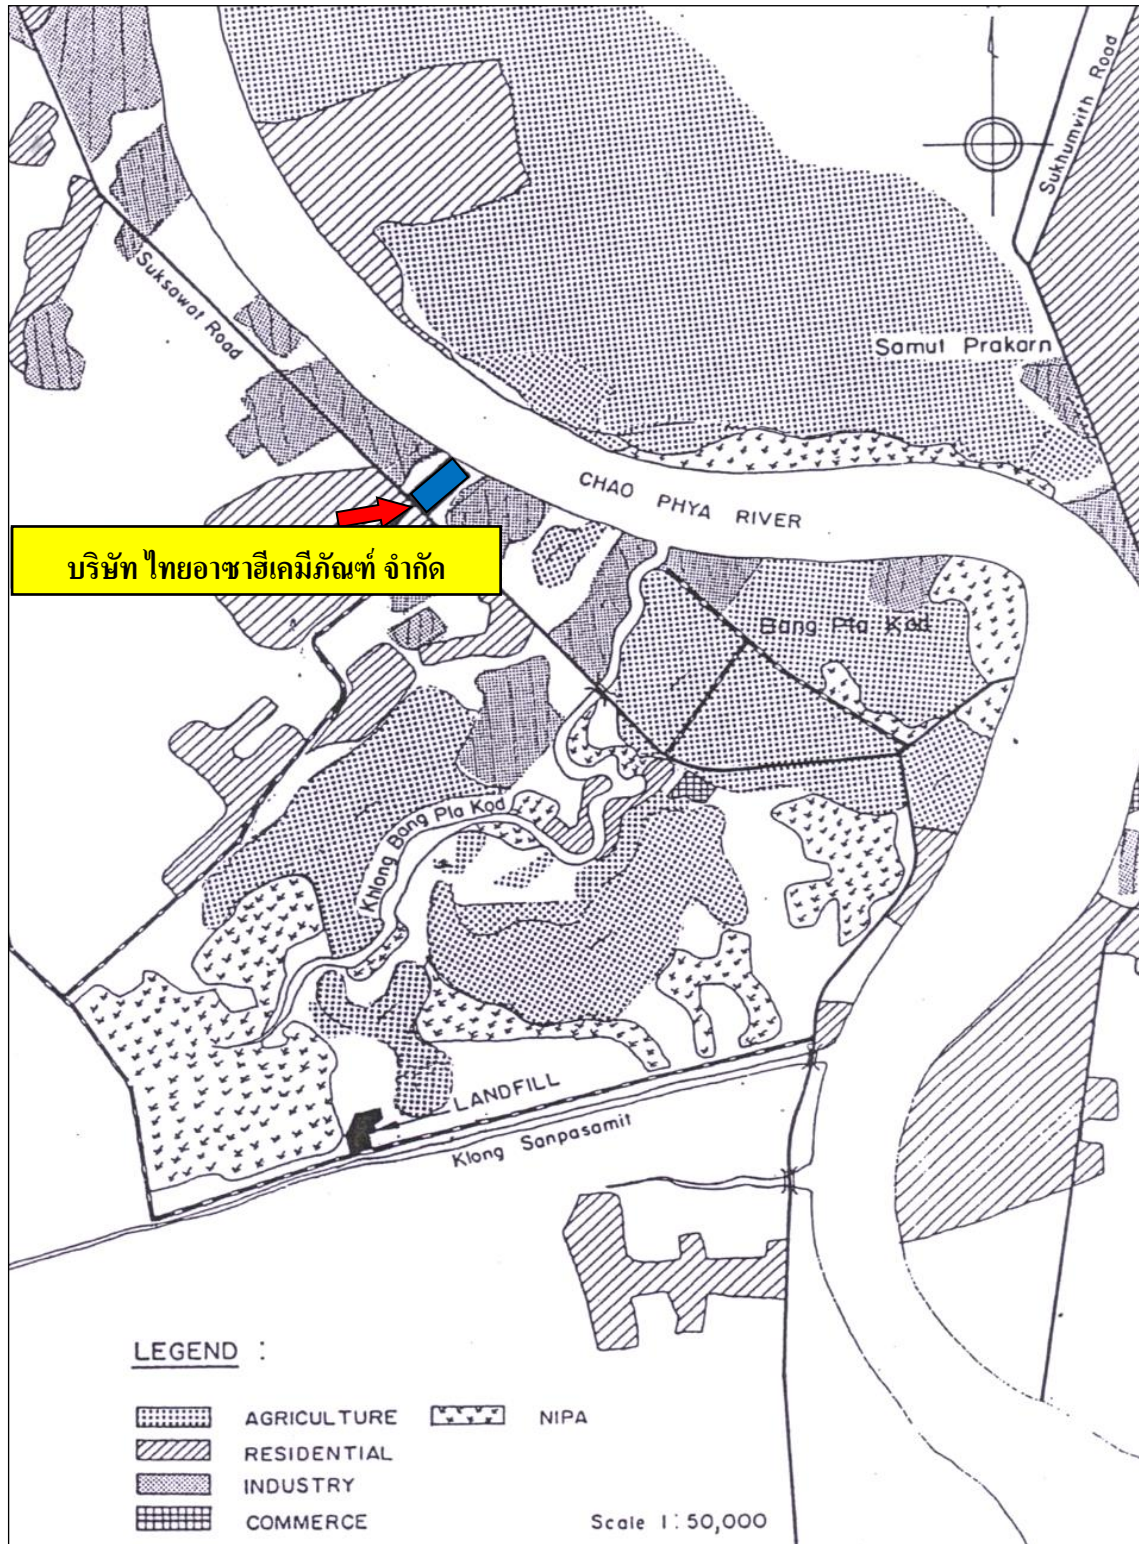 Sukhumvith Road
Suksawat Road
Samut Prakarn
CHAO PHYA RIVER
บริษัท ไทยอาซาฮีเคมีภัณฑ์ จำกัด
Bang Pla Kod
Khlong Bang Pla Kod
LANDFILL
Klong Sanpasamit
LEGEND :
AGRICULTURE
NIPA
RESIDENTIAL
INDUSTRY
COMMERCE
Scale 1:50,000